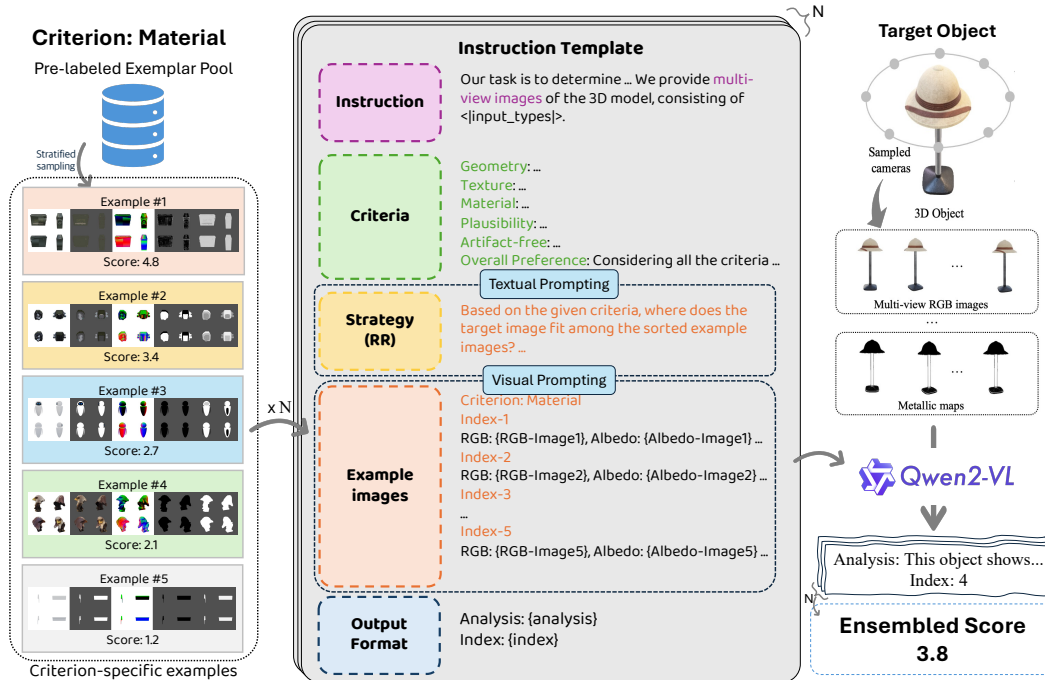 Criterion: Material
Pre-labeled Exemplar Pool
Stratified
sampling
Example #1
Score: 4.8
Example #2
Score: 3.4
Example #3
Score: 2.7
Example #4
Score: 2.1
Example #5
Score: 1.2
Criterion-specific examples
x N
N
Instruction Template
Instruction
Our task is to determine ... We provide multi-
view images of the 3D model, consisting of
<|input_types|>.
Criteria
Geometry: ...
Texture: ...
Material: ...
Plausibility: ...
Artifact-free: ...
Overall Preference: Considering all the criteria ...
Textual Prompting
Strategy
(RR)
Based on the given criteria, where does the
target image fit among the sorted example
images? ...
Visual Prompting
Example
images
Criterion: Material
Index-1
RGB: {RGB-Image1}, Albedo: {Albedo-Image1} ...
Index-2
RGB: {RGB-Image2}, Albedo: {Albedo-Image2} ...
Index-3
...
Index-5
RGB: {RGB-Image5}, Albedo: {Albedo-Image5} ...
Output
Format
Analysis: {analysis}
Index: {index}
Target Object
Sampled
cameras
3D Object
...
Multi-view RGB images
...
...
Metallic maps
Qwen2-VL
Analysis: This object shows...
Index: 4
N
Ensembled Score
3.8